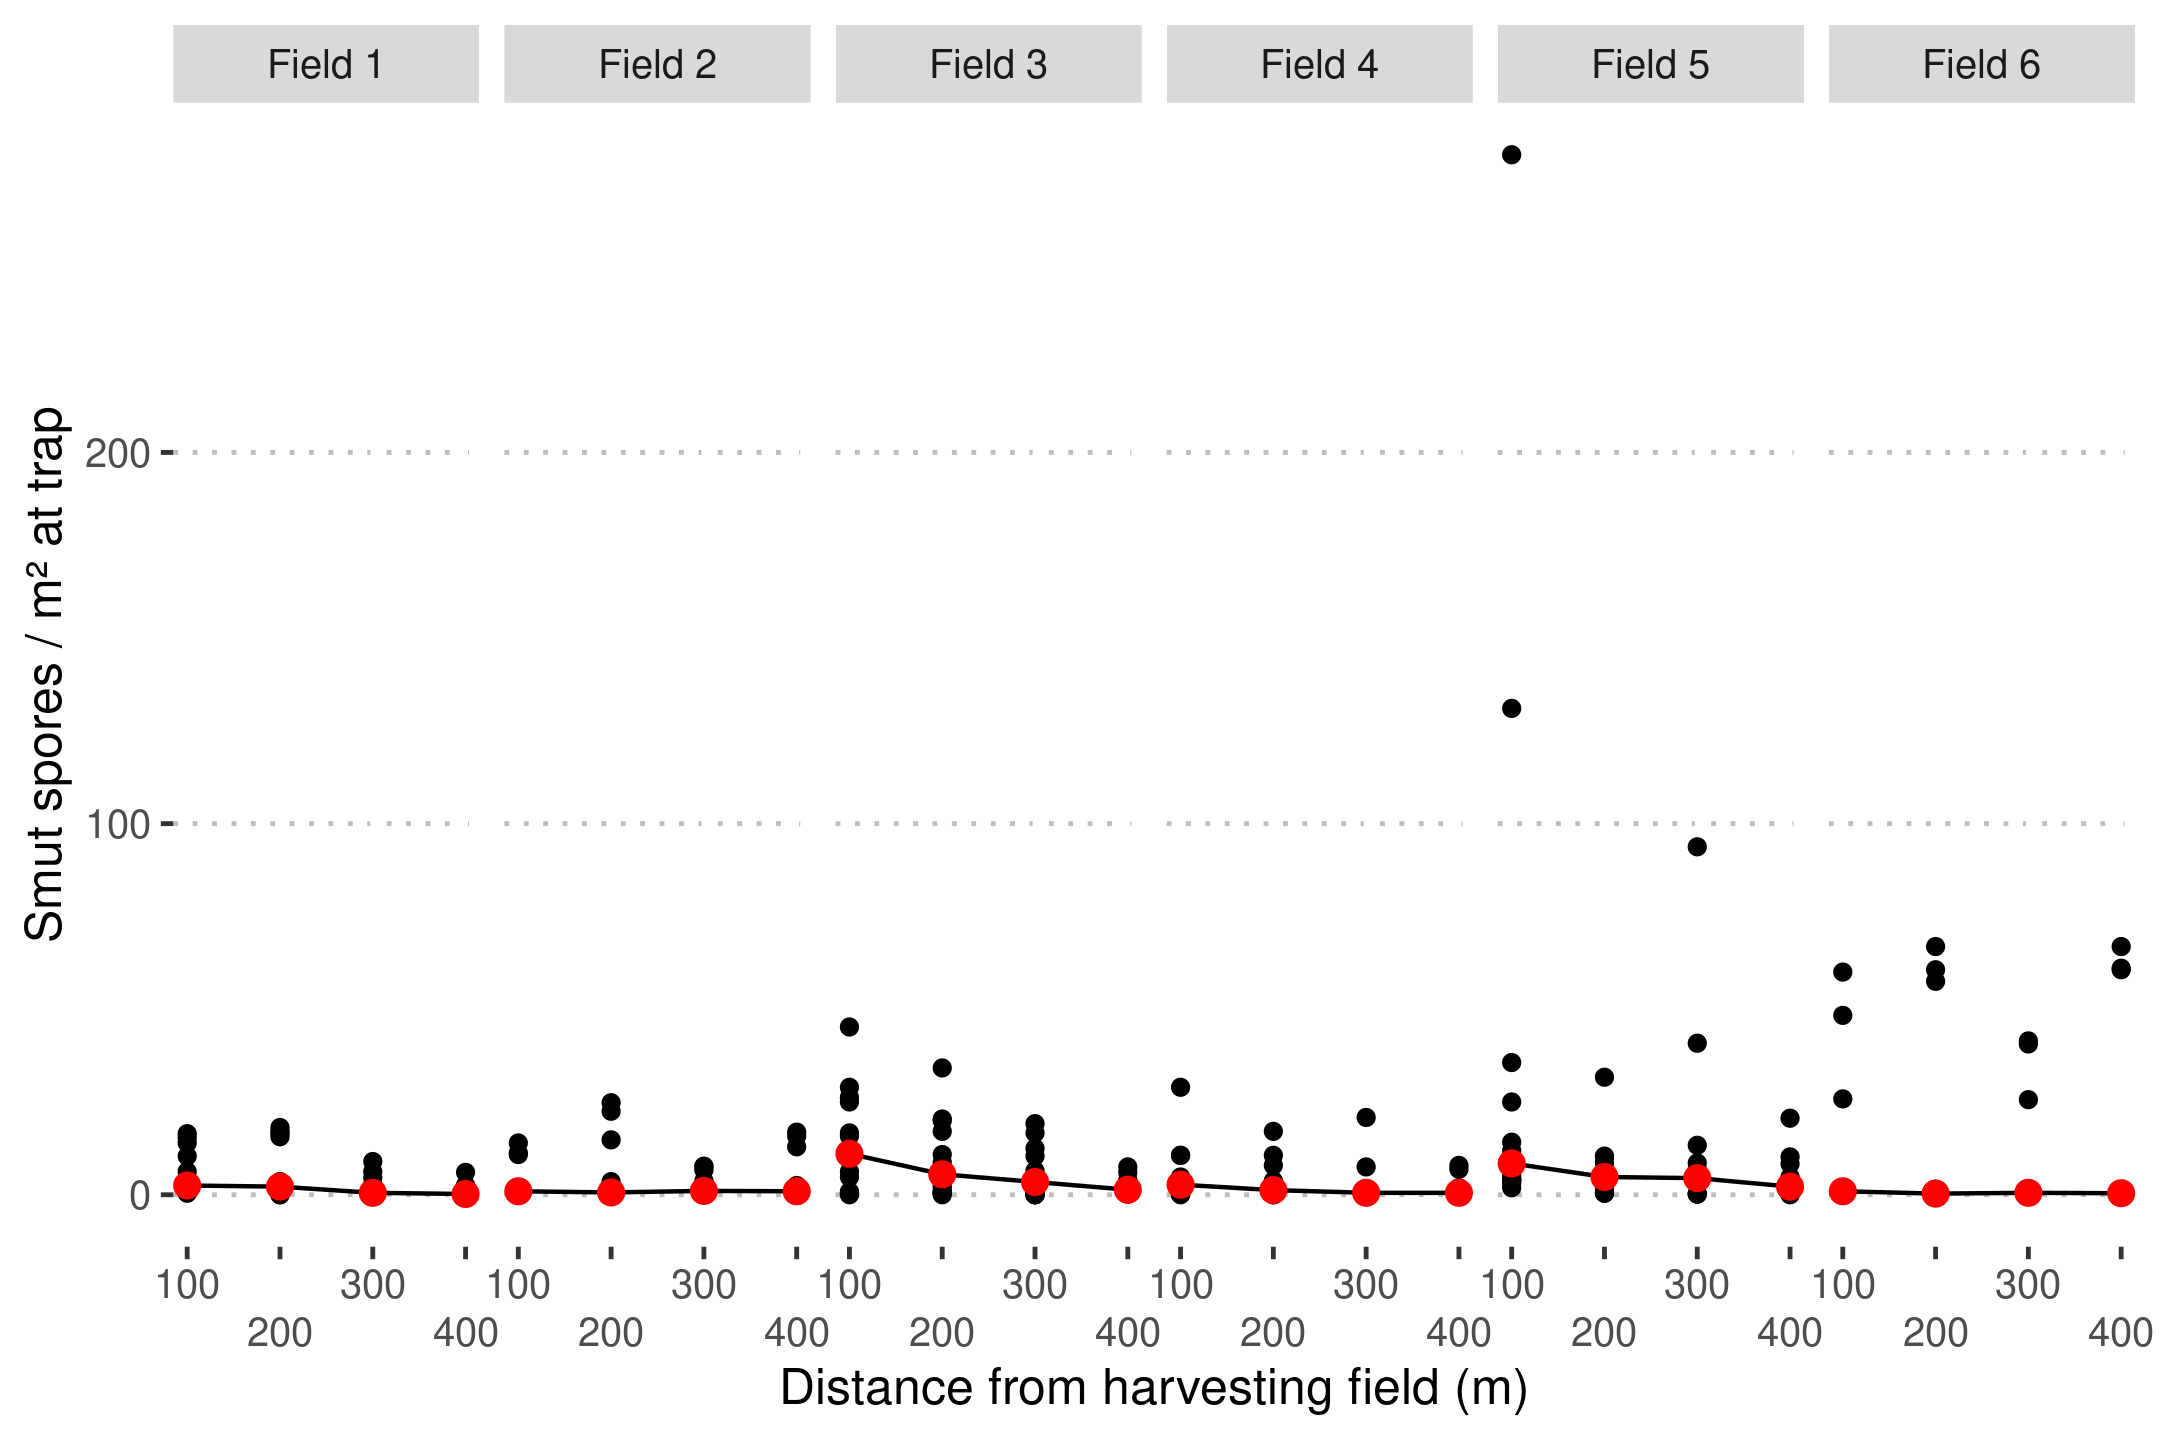 Field 1 Field 2 Field 3 Field 4 Field 5 Field 6
Smut spores / m² at trap
200
100
0
100 300 100 300 100 300 100 300 100 300 100 300
200 400 200 400 200 400 200 400 200 400 200 400
Distance from harvesting field (m)